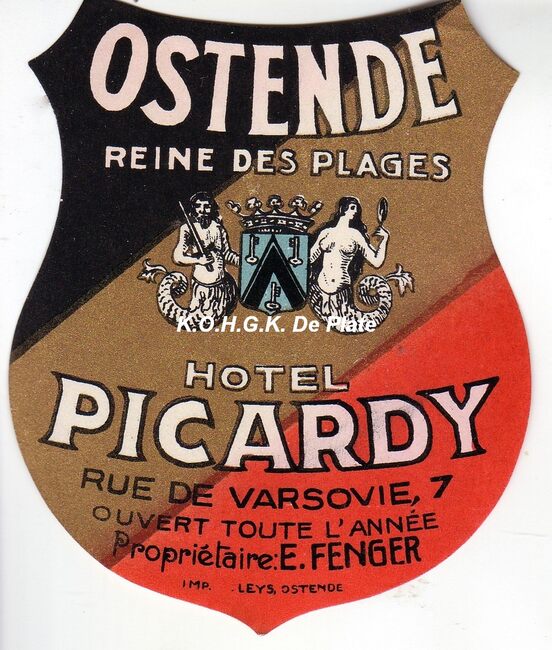 OSTENDE
REINE DES PLAGES
K.O.H.G.K. De Plate
HOTEL
PICARDY
RUE DE VARSOVIE, 7
OUVERT TOUTE L'ANNÉE
Propriétaire: E. FENGER
IMP. LEYS, OSTENDE